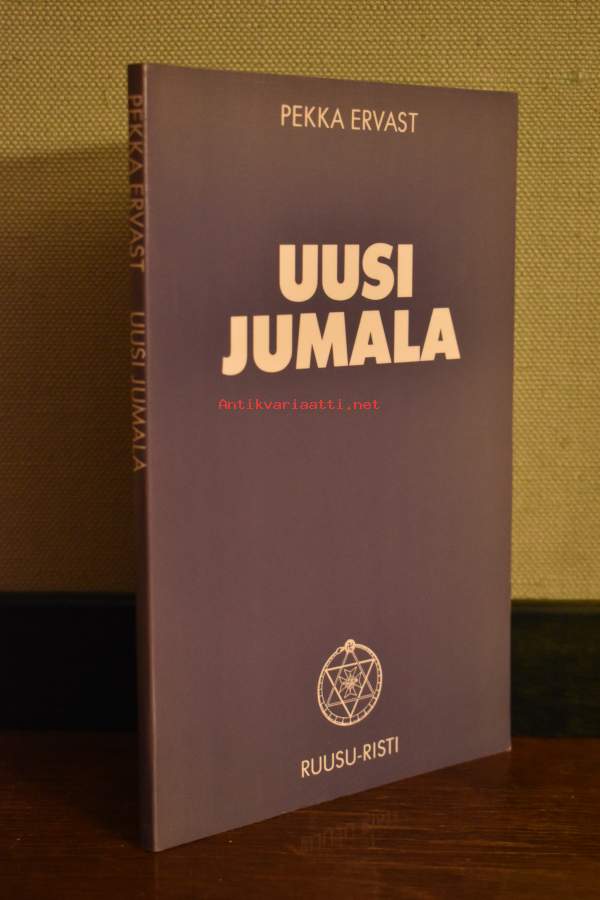 PEKKA ERVAST
UUSI
JUMALA
Antikvariaatti.net
RUUSU-RISTI
PEKKA ERVAST UUSI JUMALA